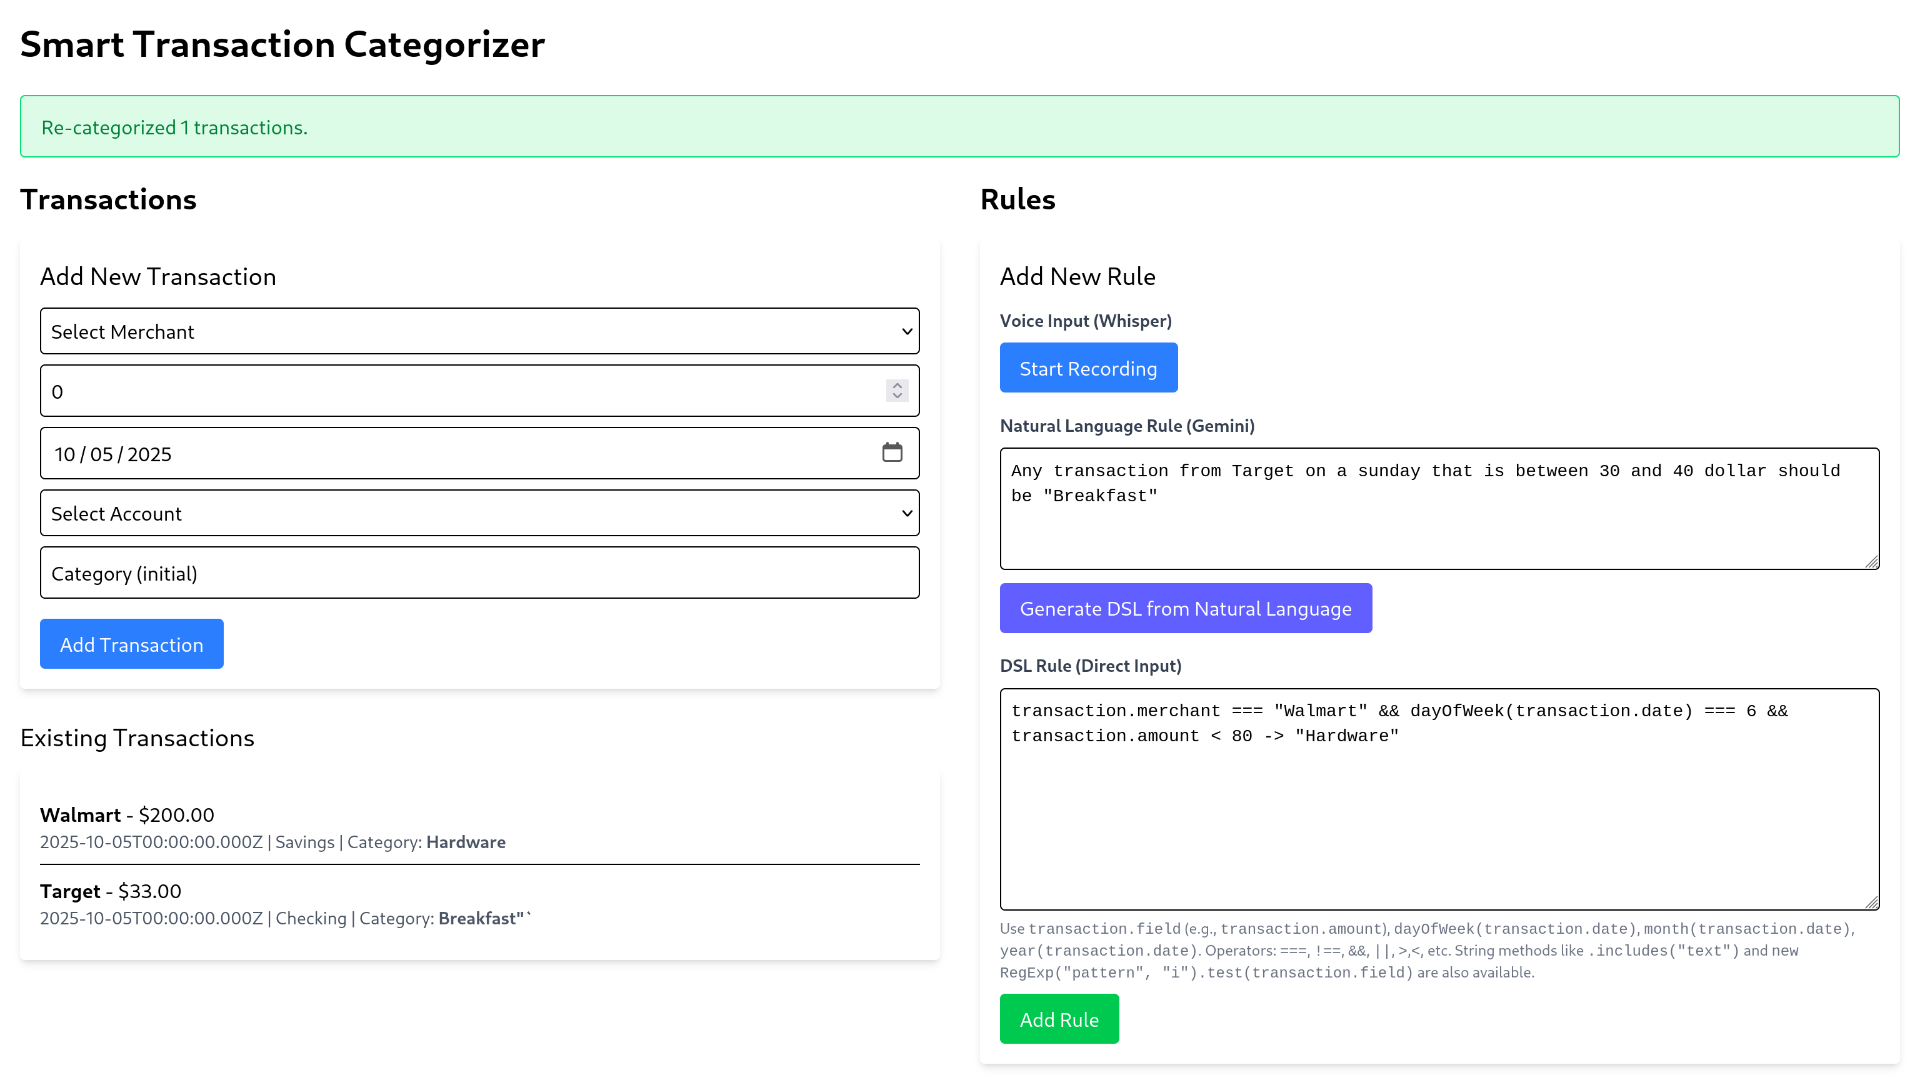 Smart Transaction Categorizer
Re-categorized 1 transactions.
Transactions
Add New Transaction
Select Merchant
0
10 / 05 / 2025
Select Account
Category (initial)
Add Transaction
Existing Transactions
Walmart - $200.00
2025-10-05T00:00:00.000Z | Savings | Category: Hardware
Target - $33.00
2025-10-05T00:00:00.000Z | Checking | Category: Breakfast"`
Rules
Add New Rule
Voice Input (Whisper)
Start Recording
Natural Language Rule (Gemini)
Any transaction from Target on a sunday that is between 30 and 40 dollar should
be "Breakfast"
Generate DSL from Natural Language
DSL Rule (Direct Input)
transaction.merchant === "Walmart" && dayOfWeek(transaction.date) === 6 &&
transaction.amount < 80 -> "Hardware"
Use transaction.field (e.g., transaction.amount), dayOfWeek(transaction.date), month(transaction.date),
year(transaction.date). Operators: ===, !==, &&, ||, >,<, etc. String methods like .includes("text") and new
RegExp("pattern", "i").test(transaction.field) are also available.
Add Rule